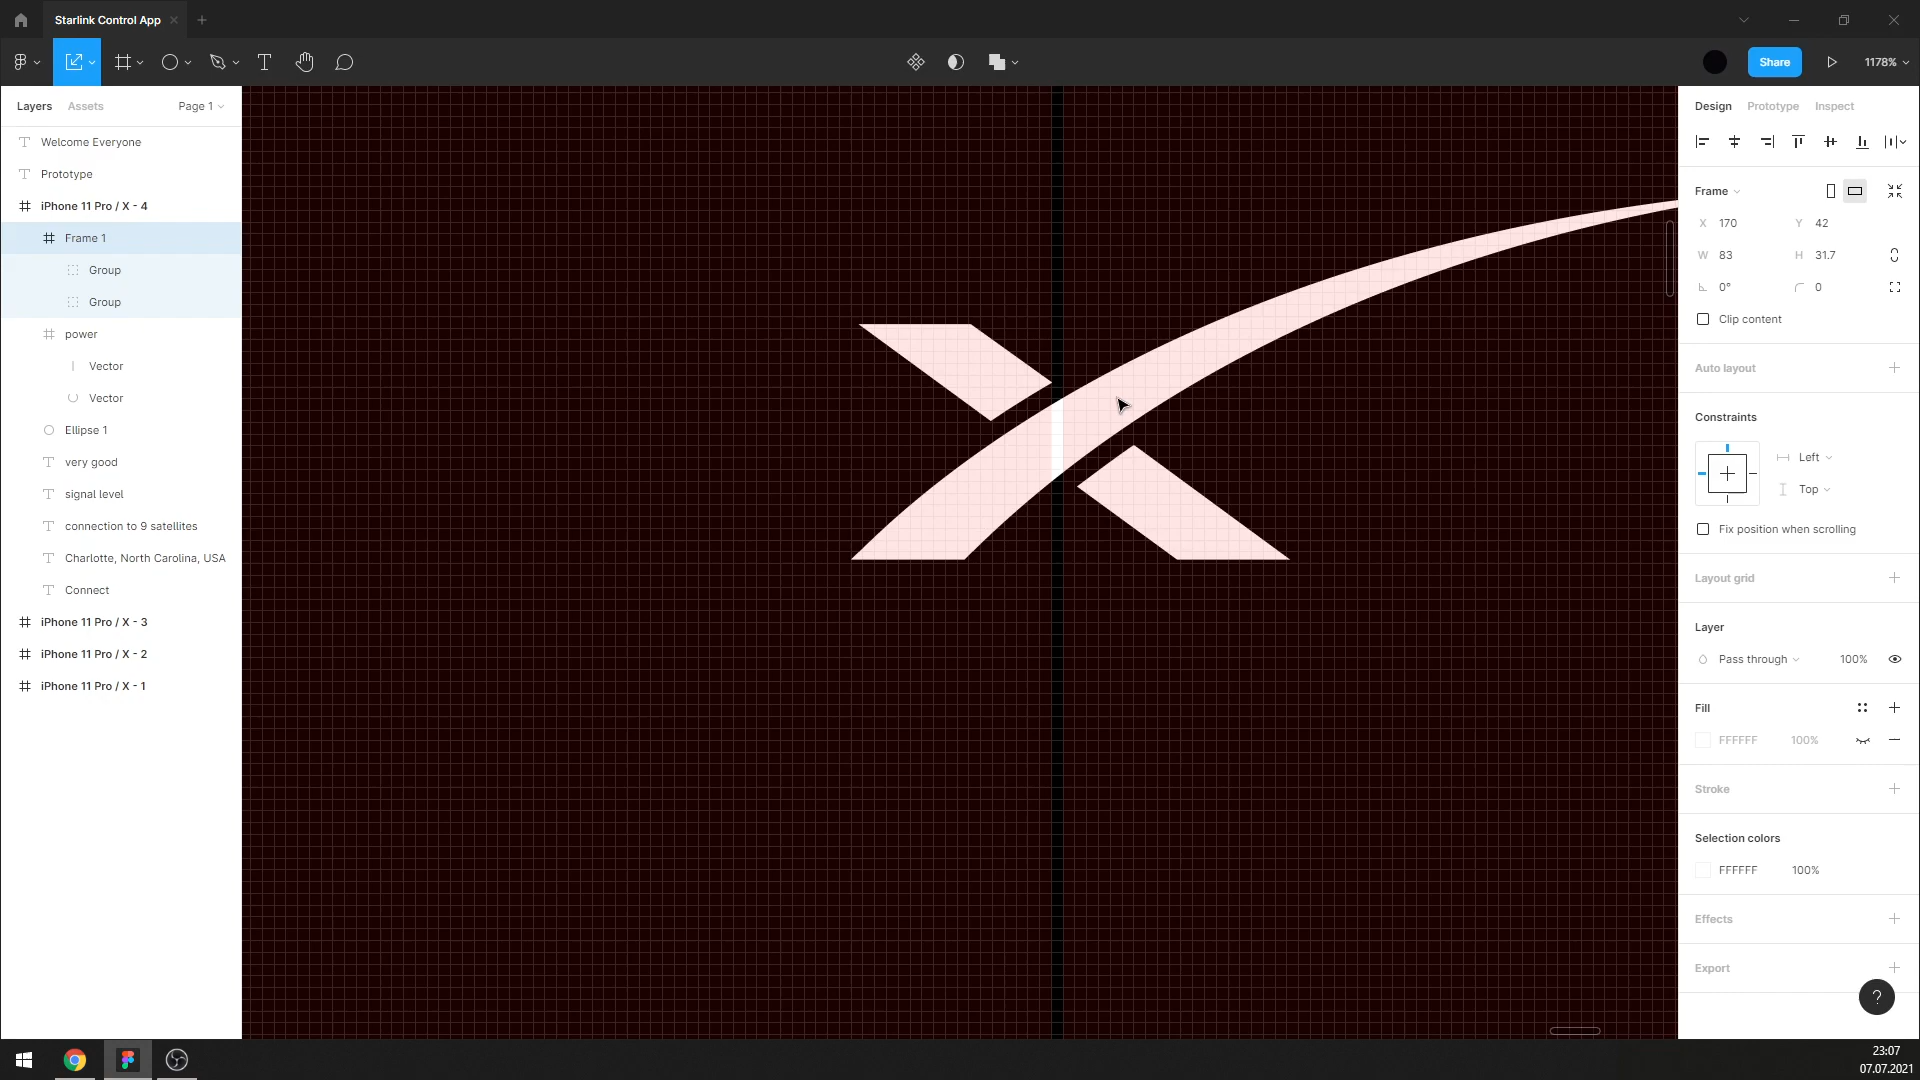 Starlink Control App
Share
1178%
Layers Assets Page 1
Welcome Everyone
Prototype
iPhone 11 Pro / X - 4
Frame 1
Group
Group
power
Vector
Vector
Ellipse 1
very good
signal level
connection to 9 satellites
Charlotte, North Carolina, USA
Connect
iPhone 11 Pro / X - 3
iPhone 11 Pro / X - 2
iPhone 11 Pro / X - 1
Design Prototype Inspect
Frame
X 170 Y 42
W 83 H 31.7
0° 0
Clip content
Auto layout
Constraints
Left
Top
Fix position when scrolling
Layout grid
Layer
Pass through 100%
Fill
FFFFFF 100%
Stroke
Selection colors
FFFFFF 100%
Effects
Export
?
23:07
07.07.2021